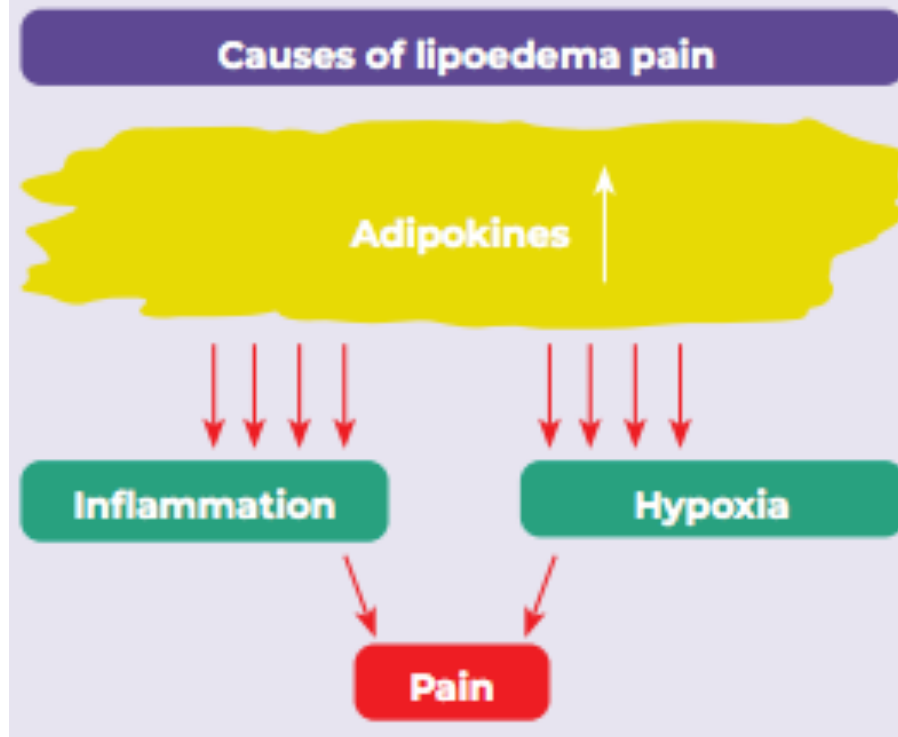 Causes of lipoedema pain
Adipokines
Inflammation
Hypoxia
Pain